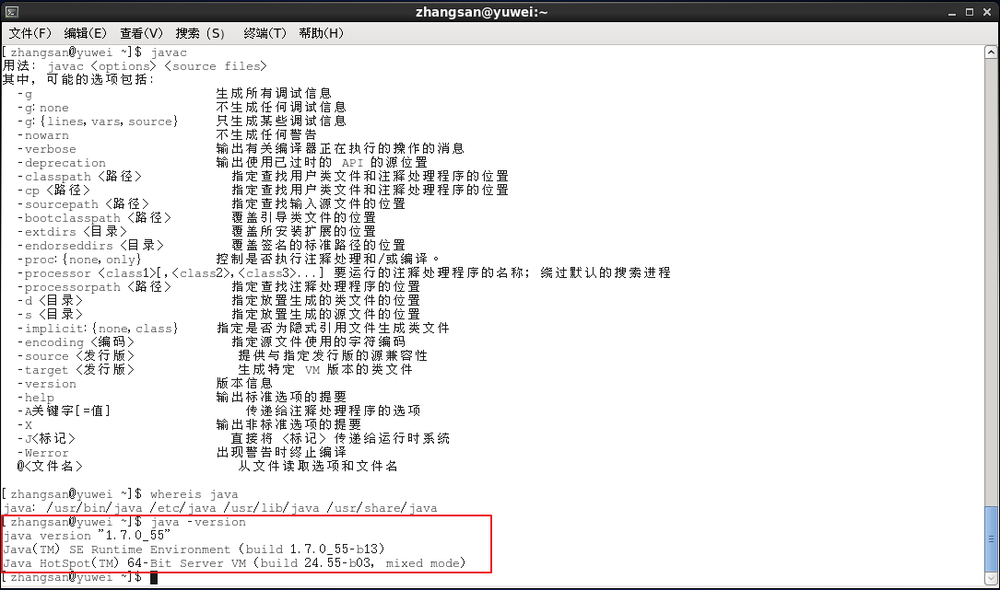 zhangsan@yuwei:~
文件(F) 编辑(E) 查看(V) 搜索 (S) 终端(T) 帮助(H)
[zhangsan@yuwei ~]$ javac
用法: javac <options> <source files>
其中, 可能的选项包括:
-g 生成所有调试信息
-g:none 不生成任何调试信息
-g:{lines,vars,source} 只生成某些调试信息
-nowarn 不生成任何警告
-verbose 输出有关编译器正在执行的操作的消息
-deprecation 输出使用已过时的 API 的源位置
-classpath <路径> 指定查找用户类文件和注释处理程序的位置
-cp <路径> 指定查找用户类文件和注释处理程序的位置
-sourcepath <路径> 指定查找输入源文件的位置
-bootclasspath <路径> 覆盖引导类文件的位置
-extdirs <目录> 覆盖所安装扩展的位置
-endorseddirs <目录> 覆盖签名的标准路径的位置
-proc:{none,only} 控制是否执行注释处理和/或编译。
-processor <class1>[,<class2>,<class3>...] 要运行的注释处理程序的名称; 绕过默认的搜索进程
-processorpath <路径> 指定查找注释处理程序的位置
-d <目录> 指定放置生成的类文件的位置
-s <目录> 指定放置生成的源文件的位置
-implicit:{none,class} 指定是否为隐式引用文件生成类文件
-encoding <编码> 指定源文件使用的字符编码
-source <发行版> 提供与指定发行版的源兼容性
-target <发行版> 生成特定 VM 版本的类文件
-version 版本信息
-help 输出标准选项的提要
-A关键字[=值] 传递给注释处理程序的选项
-X 输出非标准选项的提要
-J<标记> 直接将 <标记> 传递给运行时系统
-Werror 出现警告时终止编译
@<文件名> 从文件读取选项和文件名
[zhangsan@yuwei ~]$ whereis java
java: /usr/bin/java /etc/java /usr/lib/java /usr/share/java
[zhangsan@yuwei ~]$ java -version
java version "1.7.0_55"
Java(TM) SE Runtime Environment (build 1.7.0_55-b13)
Java HotSpot(TM) 64-Bit Server VM (build 24.55-b03, mixed mode)
[zhangsan@yuwei ~]$